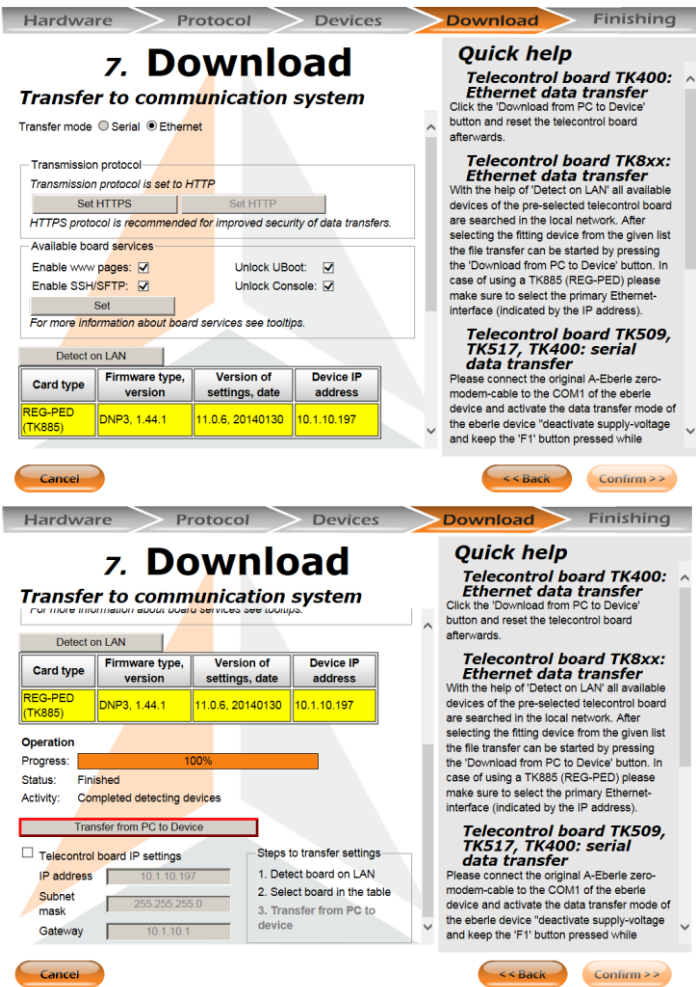 Hardware Protocol Devices Download Finishing
7. Download
Transfer to communication system
Transfer mode Serial Ethernet
Transmission protocol
Transmission protocol is set to HTTP
Set HTTPS Set HTTP
HTTPS protocol is recommended for improved security of data transfers.
Available board services
Enable www pages: Unlock UBoot:
Enable SSH/SFTP: Unlock Console:
Set
For more information about board services see tooltips.
Detect on LAN
Card type Firmware type, version Version of settings, date Device IP address
REG-PED (TK885) DNP3, 1.44.1 11.0.6, 20140130 10.1.10.197
Quick help
Telecontrol board TK400:
Ethernet data transfer
Click the 'Download from PC to Device'
button and reset the telecontrol board
afterwards.
Telecontrol board TK8xx:
Ethernet data transfer
With the help of 'Detect on LAN' all available
devices of the pre-selected telecontrol board
are searched in the local network. After
selecting the fitting device from the given list
the file transfer can be started by pressing
the 'Download from PC to Device' button. In
case of using a TK885 (REG-PED) please
make sure to select the primary Ethernet-
interface (indicated by the IP address).
Telecontrol board TK509,
TK517, TK400: serial
data transfer
Please connect the original A-Eberle zero-
modem-cable to the COM1 of the eberle
device and activate the data transfer mode of
the eberle device "deactivate supply-voltage
and keep the 'F1' button pressed while
Cancel << Back Confirm >>
Hardware Protocol Devices Download Finishing
7. Download
Transfer to communication system
For more information about board services see tooltips.
Detect on LAN
Card type Firmware type, version Version of settings, date Device IP address
REG-PED (TK885) DNP3, 1.44.1 11.0.6, 20140130 10.1.10.197
Operation
Progress: 100%
Status: Finished
Activity: Completed detecting devices
Transfer from PC to Device
Telecontrol board IP settings
IP address 10.1.10.197
Subnet mask 255.255.255.0
Gateway 10.1.10.1
Steps to transfer settings
1. Detect board on LAN
2. Select board in the table
3. Transfer from PC to
device
Quick help
Telecontrol board TK400:
Ethernet data transfer
Click the 'Download from PC to Device'
button and reset the telecontrol board
afterwards.
Telecontrol board TK8xx:
Ethernet data transfer
With the help of 'Detect on LAN' all available
devices of the pre-selected telecontrol board
are searched in the local network. After
selecting the fitting device from the given list
the file transfer can be started by pressing
the 'Download from PC to Device' button. In
case of using a TK885 (REG-PED) please
make sure to select the primary Ethernet-
interface (indicated by the IP address).
Telecontrol board TK509,
TK517, TK400: serial
data transfer
Please connect the original A-Eberle zero-
modem-cable to the COM1 of the eberle
device and activate the data transfer mode of
the eberle device "deactivate supply-voltage
and keep the 'F1' button pressed while
Cancel << Back Confirm >>